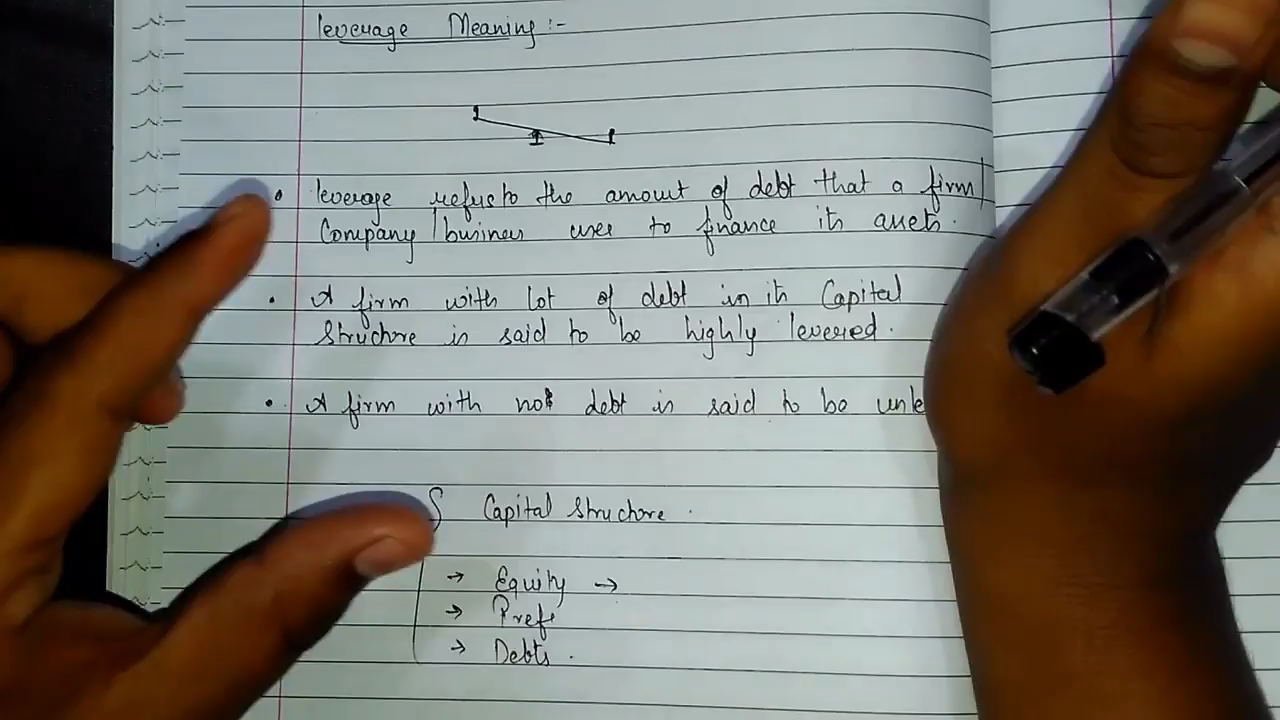 leverage Meaning :-
• leverage refers to the amount of debt that a firm/
Company/business uses to finance its assets.
• A firm with lot of debt in its Capital
Structure is said to be highly levered.
• A firm with no debt is said to be unle
Capital Structure.
→ Equity →
→ Pref
→ Debts.